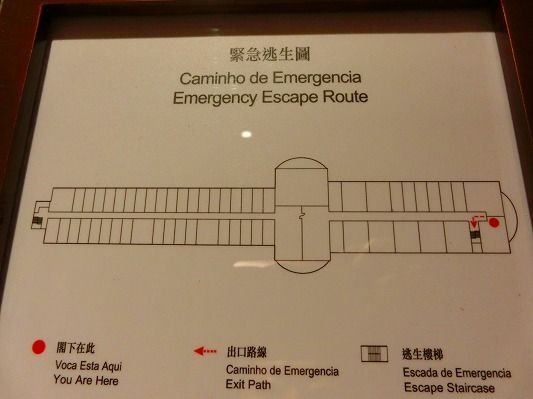 緊急逃生圖
Caminho de Emergencia
Emergency Escape Route
閣下在此
Voca Esta Aqui
You Are Here
出口路線
Caminho de Emergencia
Exit Path
逃生樓梯
Escada de Emergencia
Escape Staircase